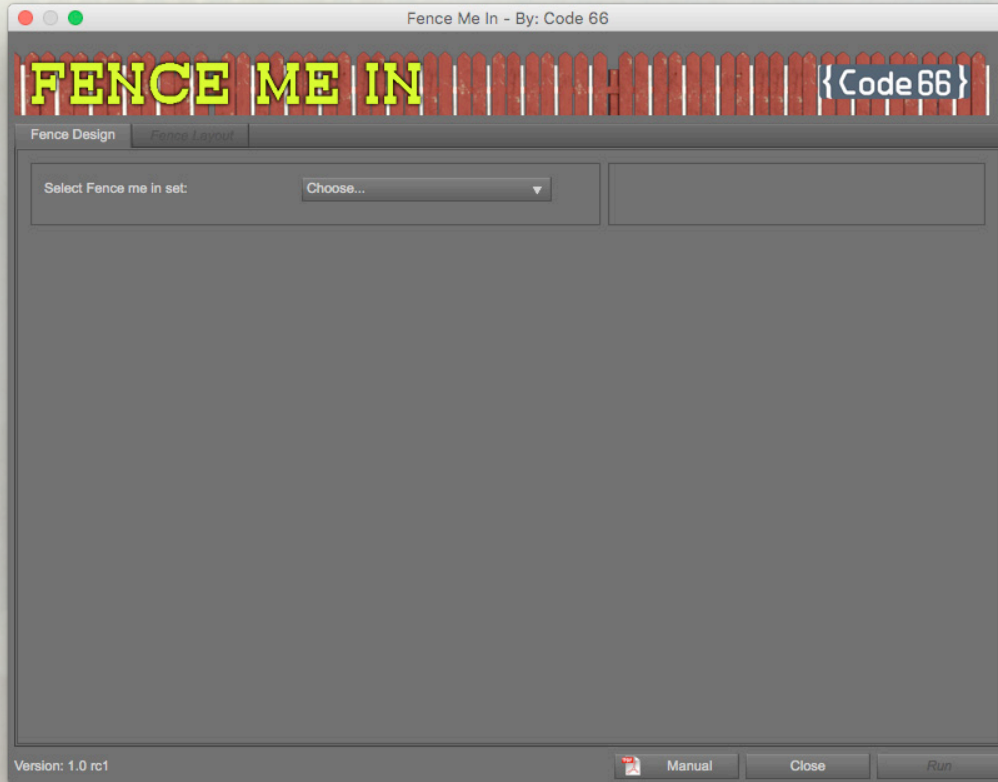 Fence Me In - By: Code 66
FENCE ME IN
{Code 66}
Fence Design Fence Layout
Select Fence me in set: Choose...
Version: 1.0 rc1 Manual Close Run